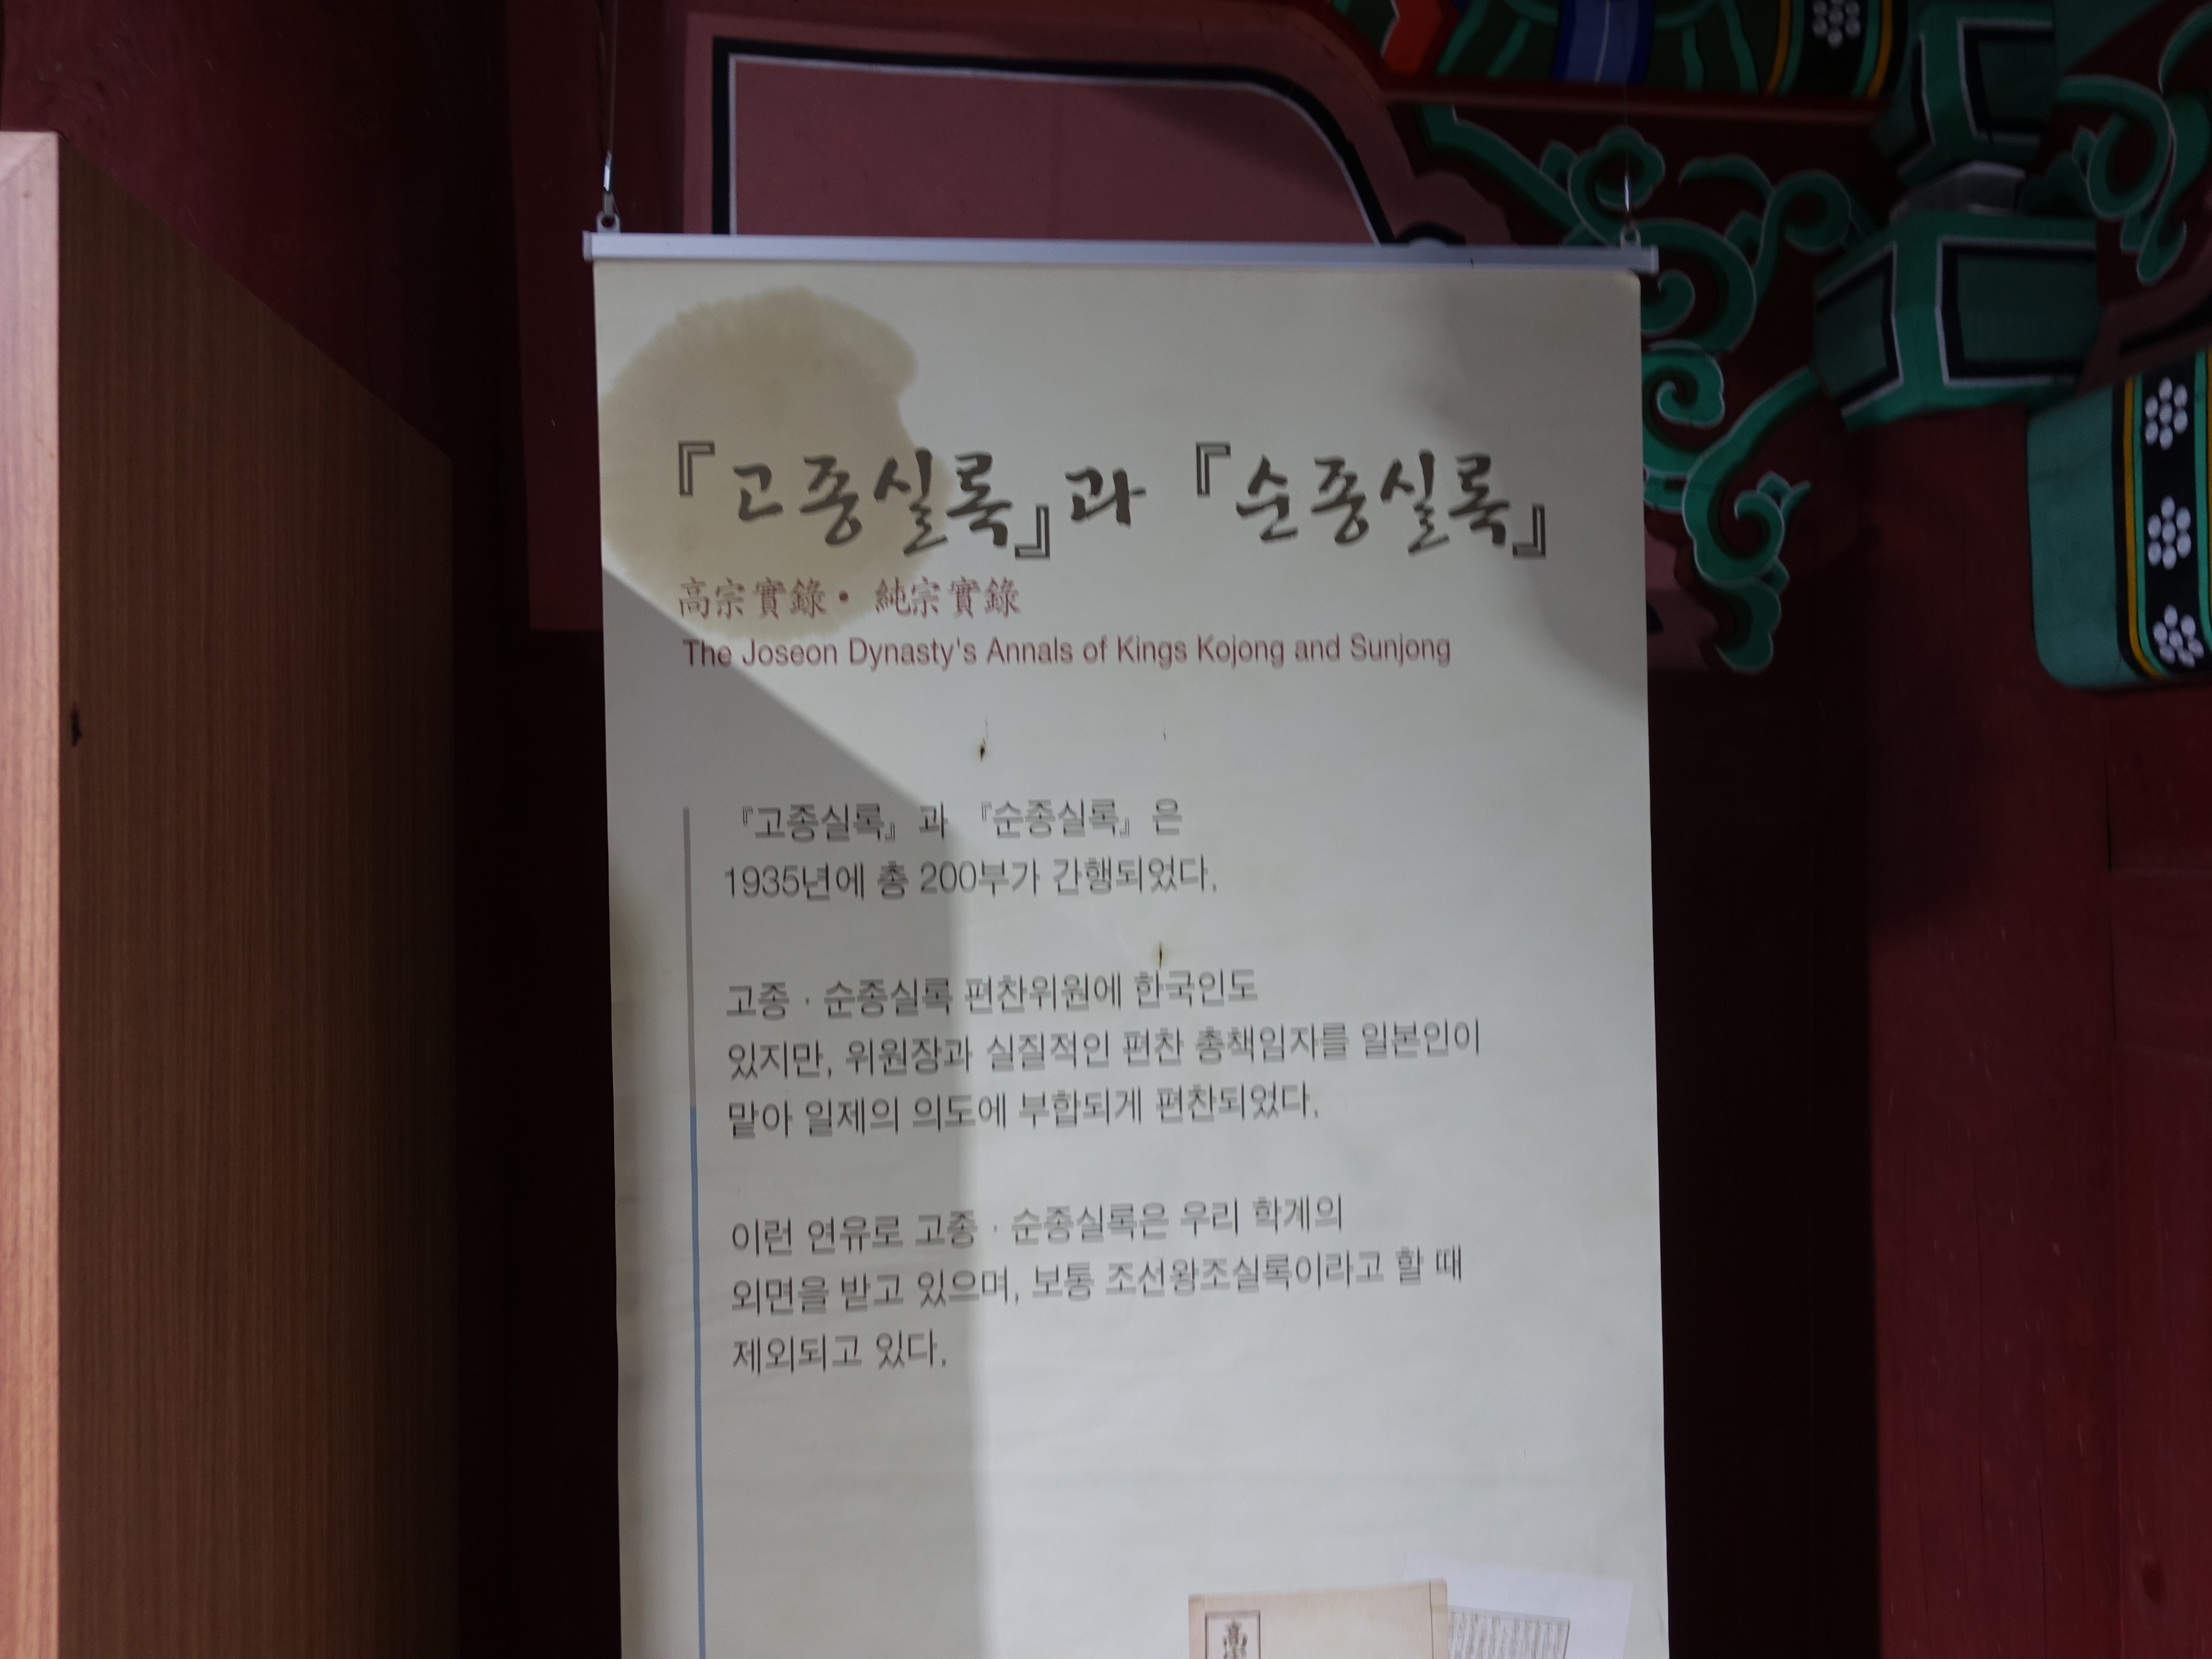 『고종실록』과 『순종실록』
高宗實錄 • 純宗實錄
The Joseon Dynasty's Annals of Kings Kojong and Sunjong
『고종실록』과 『순종실록』은
1935년에 총 200부가 간행되었다.
고종 · 순종실록 편찬위원에 한국인도
있지만, 위원장과 실질적인 편찬 총책임자를 일본인이
맡아 일제의 의도에 부합되게 편찬되었다.
이런 연유로 고종 · 순종실록은 우리 학계의
외면을 받고 있으며, 보통 조선왕조실록이라고 할 때
제외되고 있다.
高